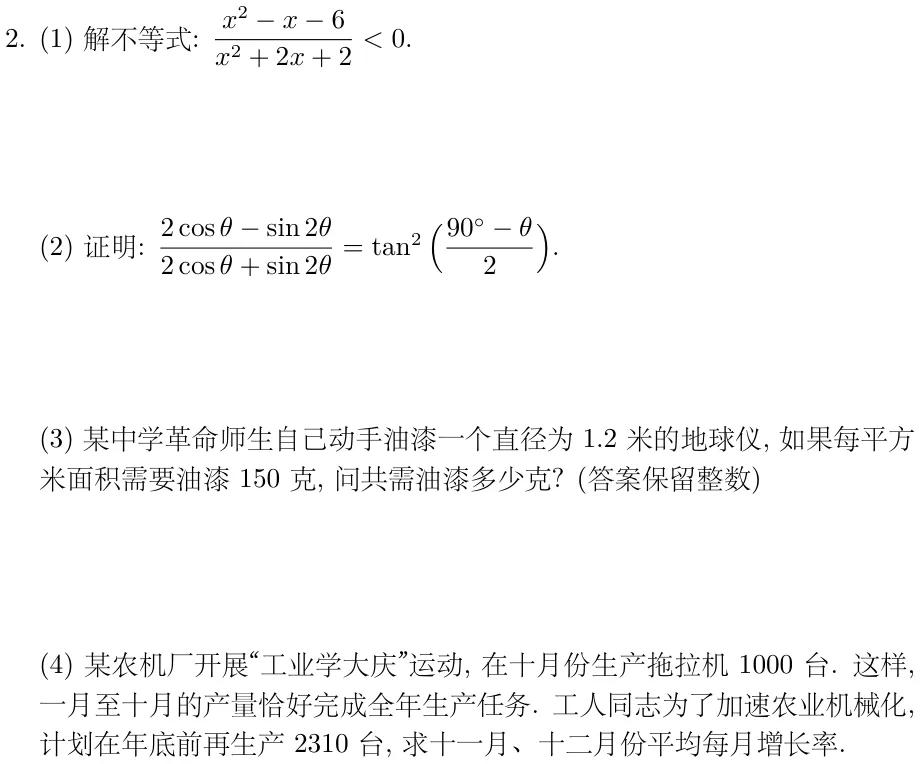 2. (1) 解不等式: $\dfrac{x^2 - x - 6}{x^2 + 2x + 2} < 0$.
(2) 证明: $\dfrac{2\cos\theta - \sin 2\theta}{2\cos\theta + \sin 2\theta} = \tan^2\left(\dfrac{90^\circ - \theta}{2}\right)$.
(3) 某中学革命师生自己动手油漆一个直径为 1.2 米的地球仪, 如果每平方
米面积需要油漆 150 克, 问共需油漆多少克? (答案保留整数)
(4) 某农机厂开展“工业学大庆”运动, 在十月份生产拖拉机 1000 台. 这样,
一月至十月的产量恰好完成全年生产任务. 工人同志为了加速农业机械化,
计划在年底前再生产 2310 台, 求十一月、十二月份平均每月增长率.